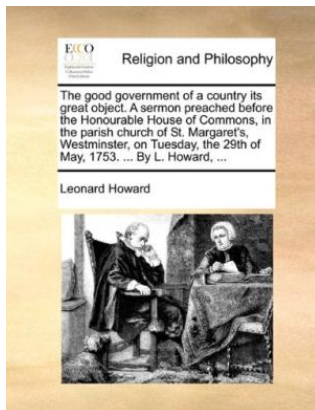 ECCO
Religion and Philosophy
The good government of a country its
great object. A sermon preached before
the Honourable House of Commons, in
the parish church of St. Margaret's,
Westminster, on Tuesday, the 29th of
May, 1753. ... By L. Howard, ...
Leonard Howard